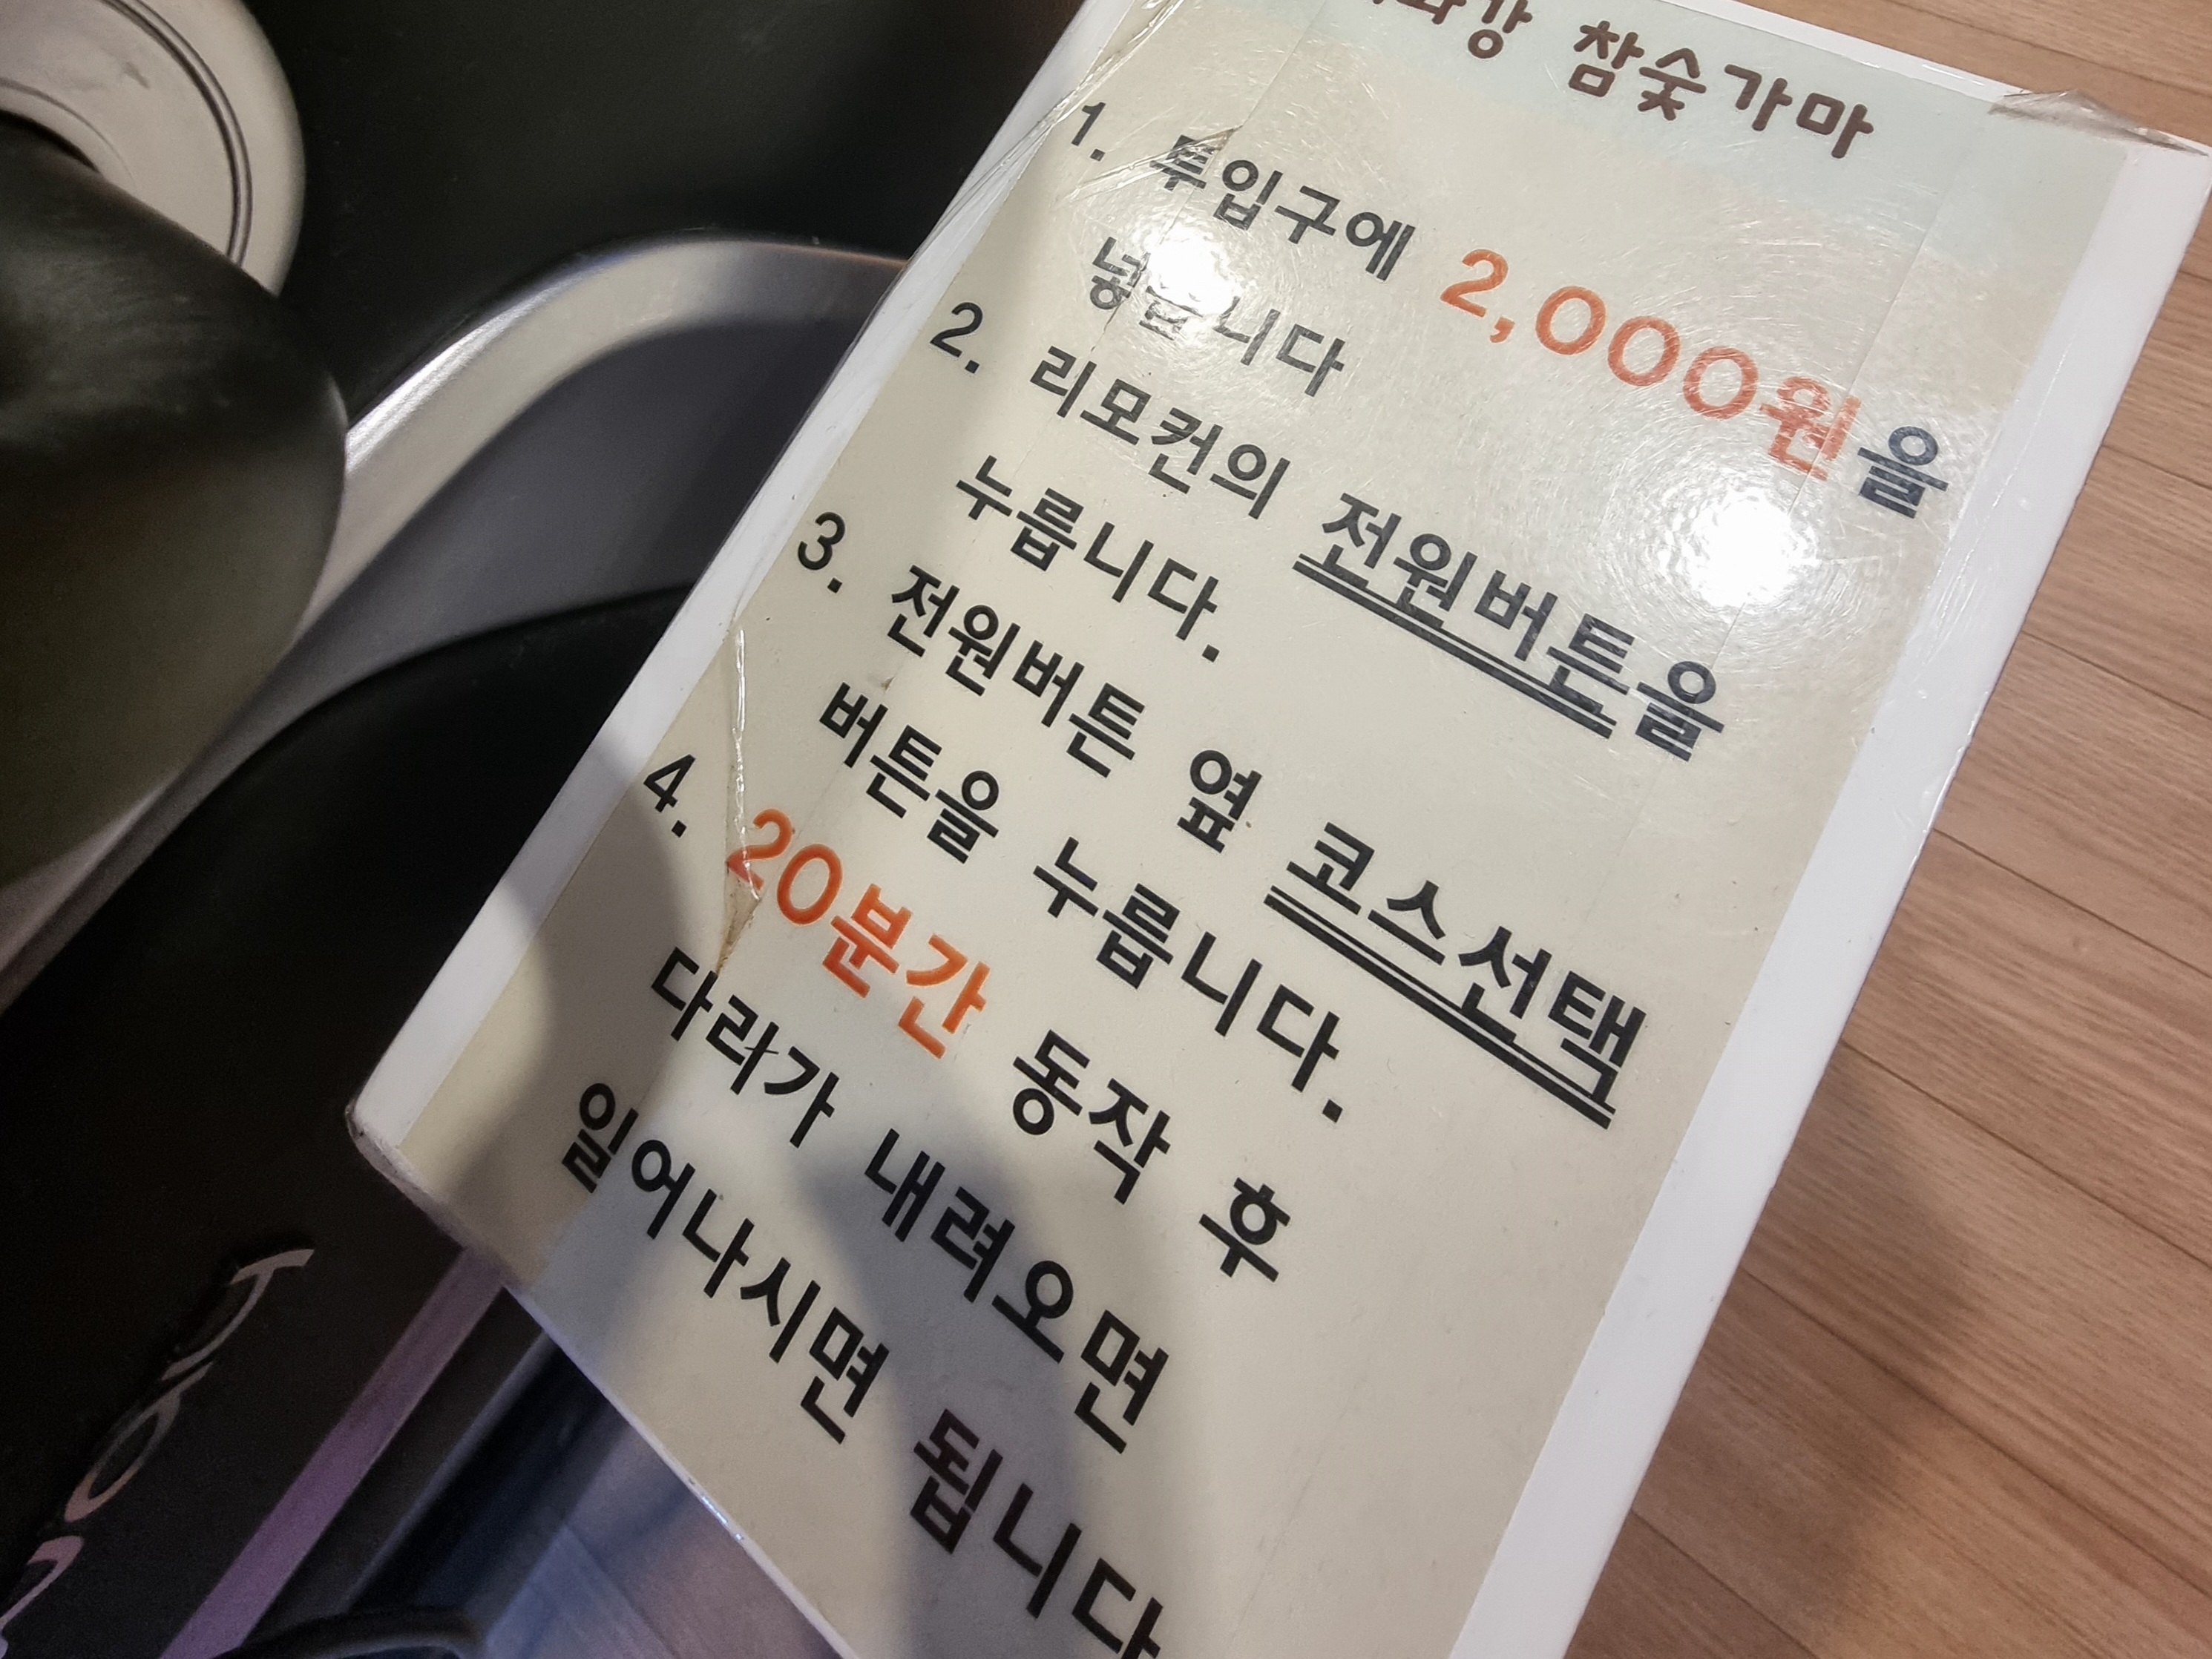 참숯가마
1. 투입구에 2,000원을
넣습니다
2. 리모컨의 전원버튼을
누릅니다.
3. 전원버튼 옆 코스선택
버튼을 누릅니다.
4. 20분간 동작 후
다리가 내려오면
일어나시면 됩니다